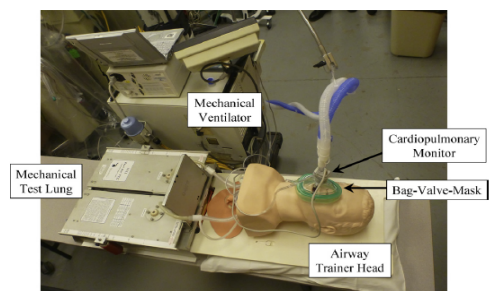 Mechanical
Ventilator
Cardiopulmonary
Monitor
Mechanical
Test Lung
Bag-Valve-Mask
Airway
Trainer Head